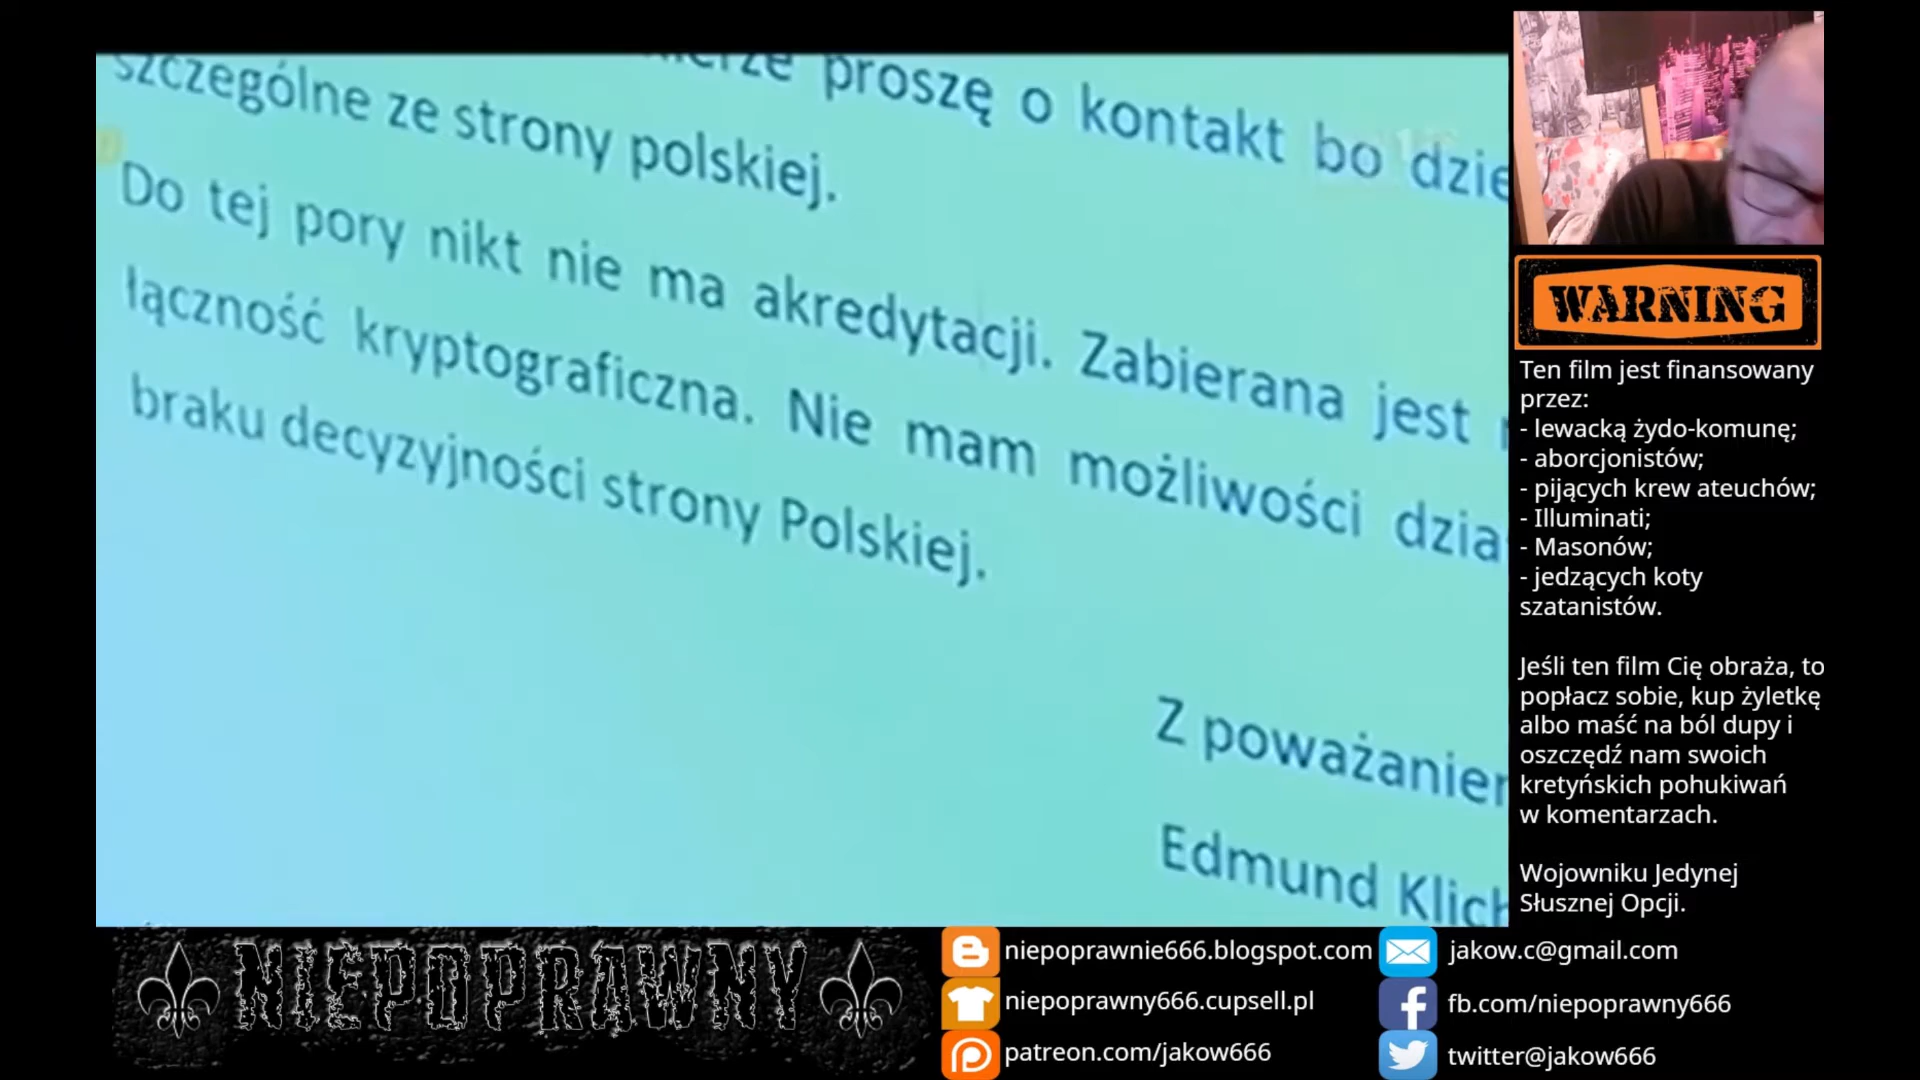 proszę o kontakt bo
szczególne ze strony polskiej.
Do tej pory nikt nie ma akredytacji. Zabierana jest
łączność kryptograficzna. Nie mam możliwości
braku decyzyjności strony Polskiej.
Z
Edmund
WARNING
Ten film jest finansowany
przez:
- lewacką żydo-komunę;
- aborcjonistów;
- pijących krew ateuchów;
- Illuminati;
- Masonów;
- jedzących koty
szatanistów.
Jeśli ten film Cię obraża, to
popłacz sobie, kup żyletkę
albo maść na ból dupy i
oszczędź nam swoich
kretyńskich pohukiwań
w komentarzach.
Wojowniku Jedynej
Słusznej Opcji.
NIEPOPRAWNY
niepoprawnie666.blogspot.com
niepoprawny666.cupsell.pl
patreon.com/jakow666
jakow.c@gmail.com
fb.com/niepoprawny666
twitter@jakow666